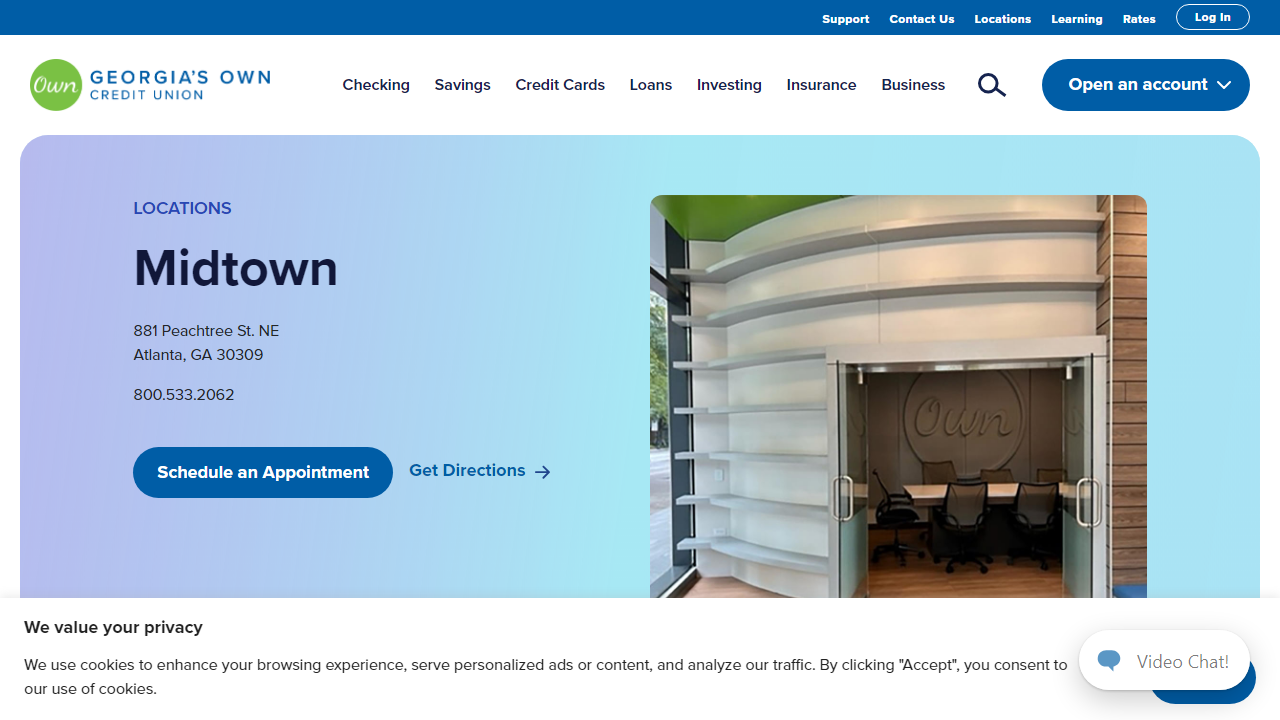 Support Contact Us Locations Learning Rates Log In
Own GEORGIA'S OWN
CREDIT UNION
Checking Savings Credit Cards Loans Investing Insurance Business Open an account
LOCATIONS
Midtown
881 Peachtree St. NE
Atlanta, GA 30309
800.533.2062
Schedule an Appointment Get Directions
Own
We value your privacy
We use cookies to enhance your browsing experience, serve personalized ads or content, and analyze our traffic. By clicking "Accept", you consent to
our use of cookies.
Video Chat!